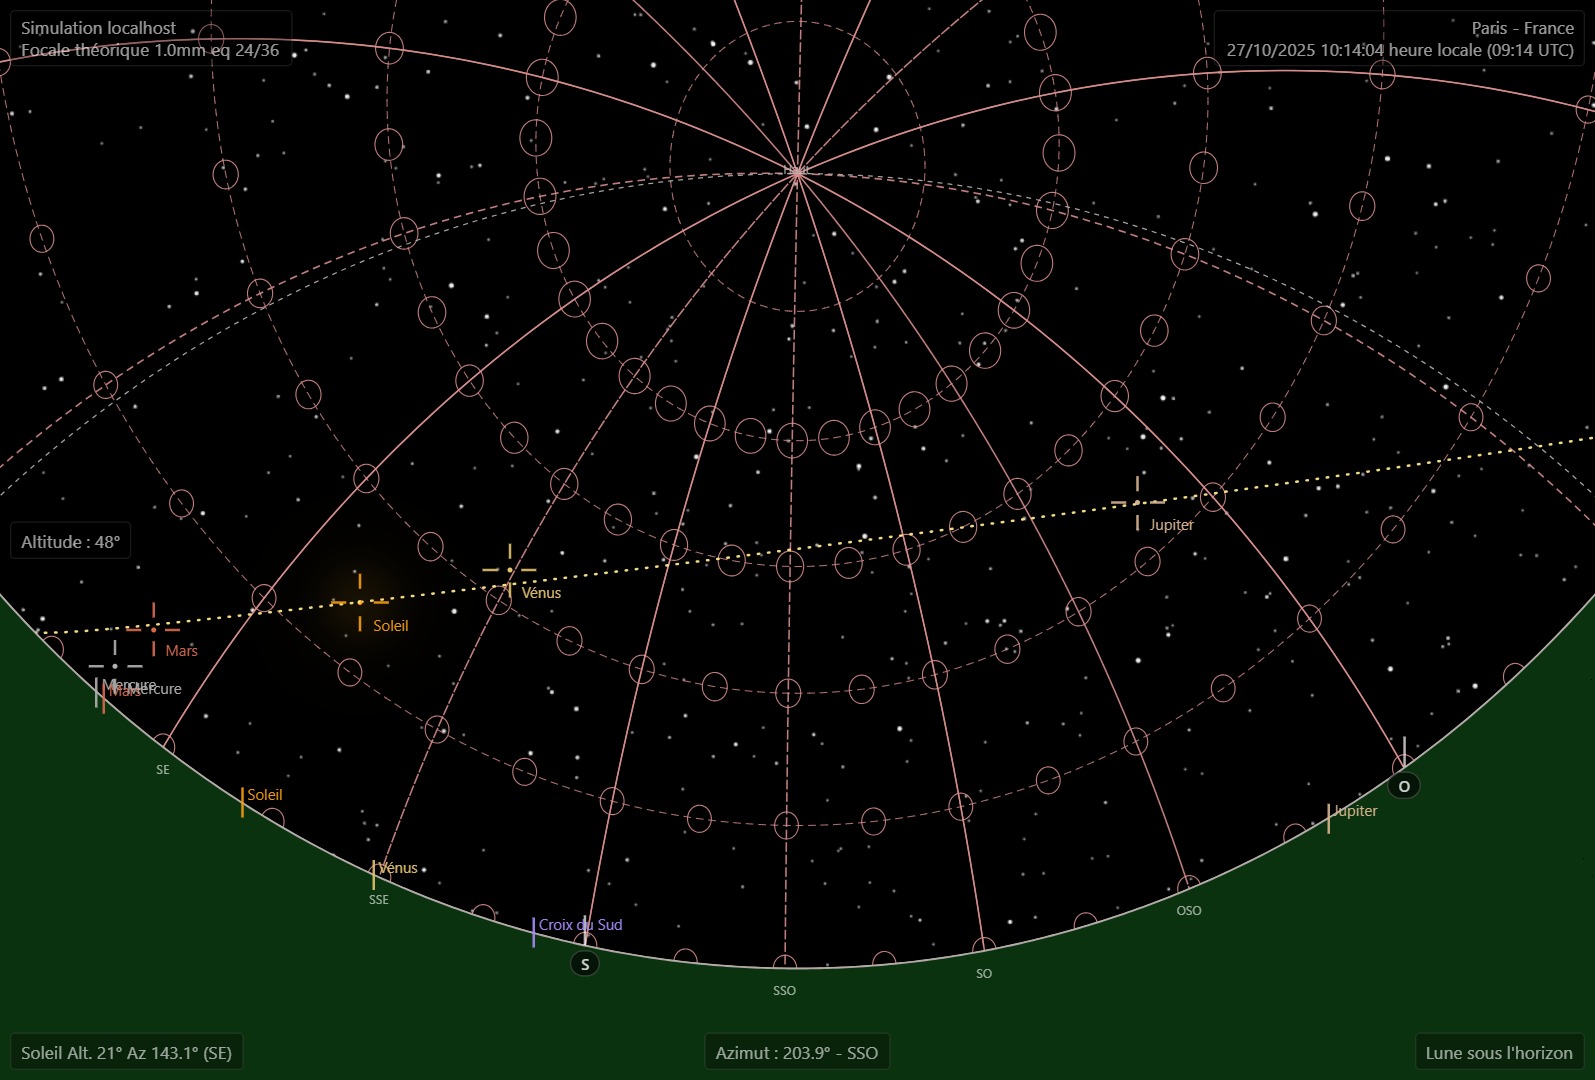 Simulation localhost
Focale théorique 1.0mm eq 24/36
Paris - France
27/10/2025 10:14:04 heure locale (09:14 UTC)
Jupiter
Altitude : 48°
Vénus
Soleil
Mars
Mercure
Mercure
Mars
SE
Soleil
O
Jupiter
Vénus
SSE
OSO
Croix du Sud
S
SO
SSO
Soleil Alt. 21° Az 143.1° (SE)
Azimut : 203.9° - SSO
Lune sous l'horizon